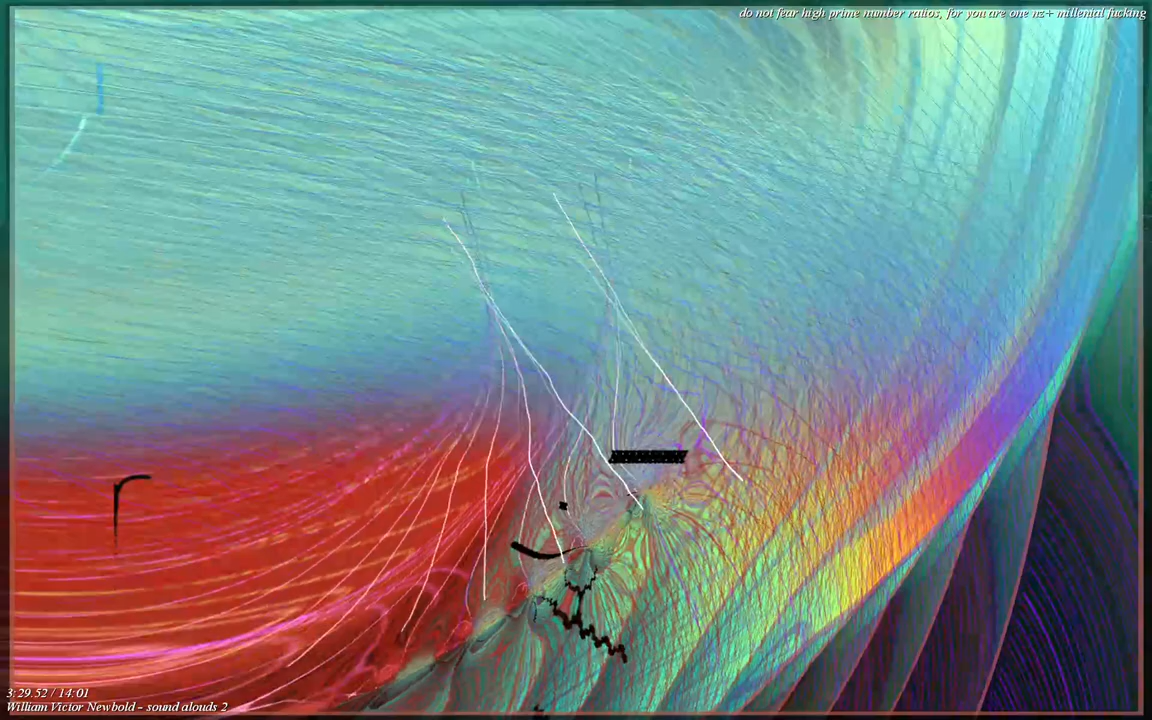 do not fear high prime number ratios, for you are one nz+ millenial fucking
3:29.52 / 14:01
William Victor Newbold - sound alouds 2